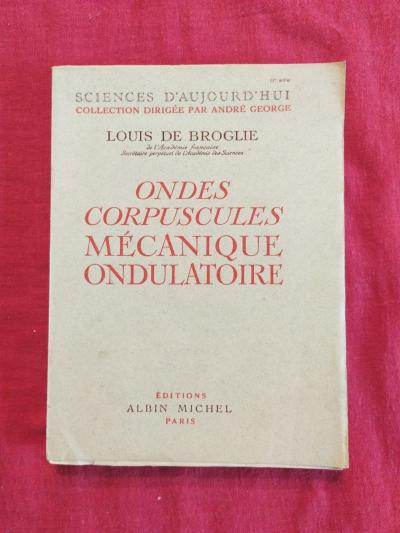 SCIENCES D'AUJOURD'HUI
COLLECTION DIRIGÉE PAR ANDRÉ GEORGE
LOUIS DE BROGLIE
de l'Académie française
Secrétaire perpétuel de l'Académie des Sciences
ONDES
CORPUSCULES
MÉCANIQUE
ONDULATOIRE
ÉDITIONS
ALBIN MICHEL
PARIS